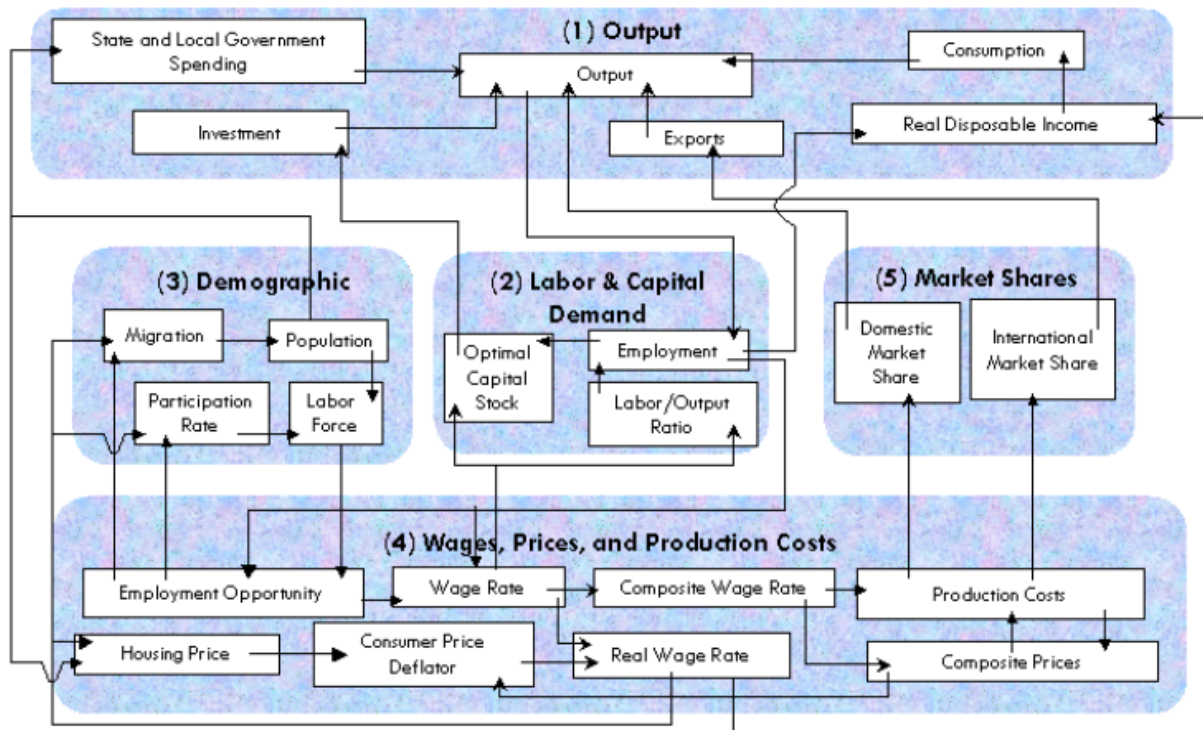 State and Local Government
Spending
(1) Output
Consumption
Output
Investment
Exports
Real Disposable Income
(3) Demographic
Migration
Population
Participation
Rate
Labor
Force
(2) Labor & Capital
Demand
Optimal
Capital
Stock
Employment
Labor/Output
Ratio
(5) Market Shares
Domestic
Market
Share
International
Market Share
(4) Wages, Prices, and Production Costs
Employment Opportunity
Wage Rate
Composite Wage Rate
Production Costs
Housing Price
Consumer Price
Deflator
Real Wage Rate
Composite Prices